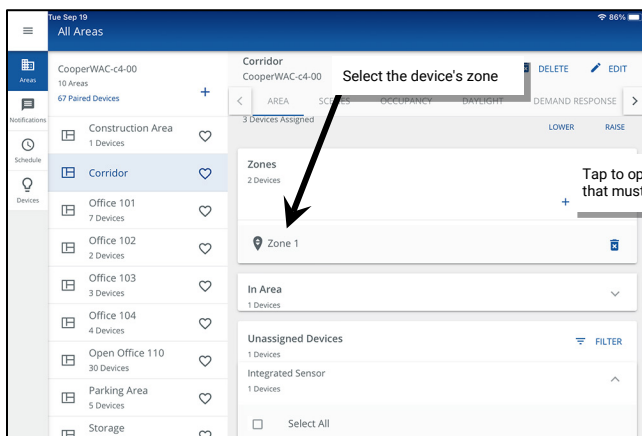 Tue Sep 19
86%
All Areas
Areas
Notifications
Schedule
Devices
CooperWAC-c4-00
10 Areas
67 Paired Devices
+
Construction Area
1 Devices
Corridor
Office 101
7 Devices
Office 102
2 Devices
Office 103
3 Devices
Office 104
4 Devices
Open Office 110
30 Devices
Parking Area
5 Devices
Storage
Corridor
CooperWAC-c4-00
Select the device's zone
DELETE
EDIT
AREA
OCCUPANCY
DAYLIGHT
DEMAND RESPONSE
3 Devices Assigned
LOWER
RAISE
Zones
2 Devices
+
Tap to op
that must
Zone 1
In Area
1 Devices
Unassigned Devices
1 Devices
FILTER
Integrated Sensor
1 Devices
Select All